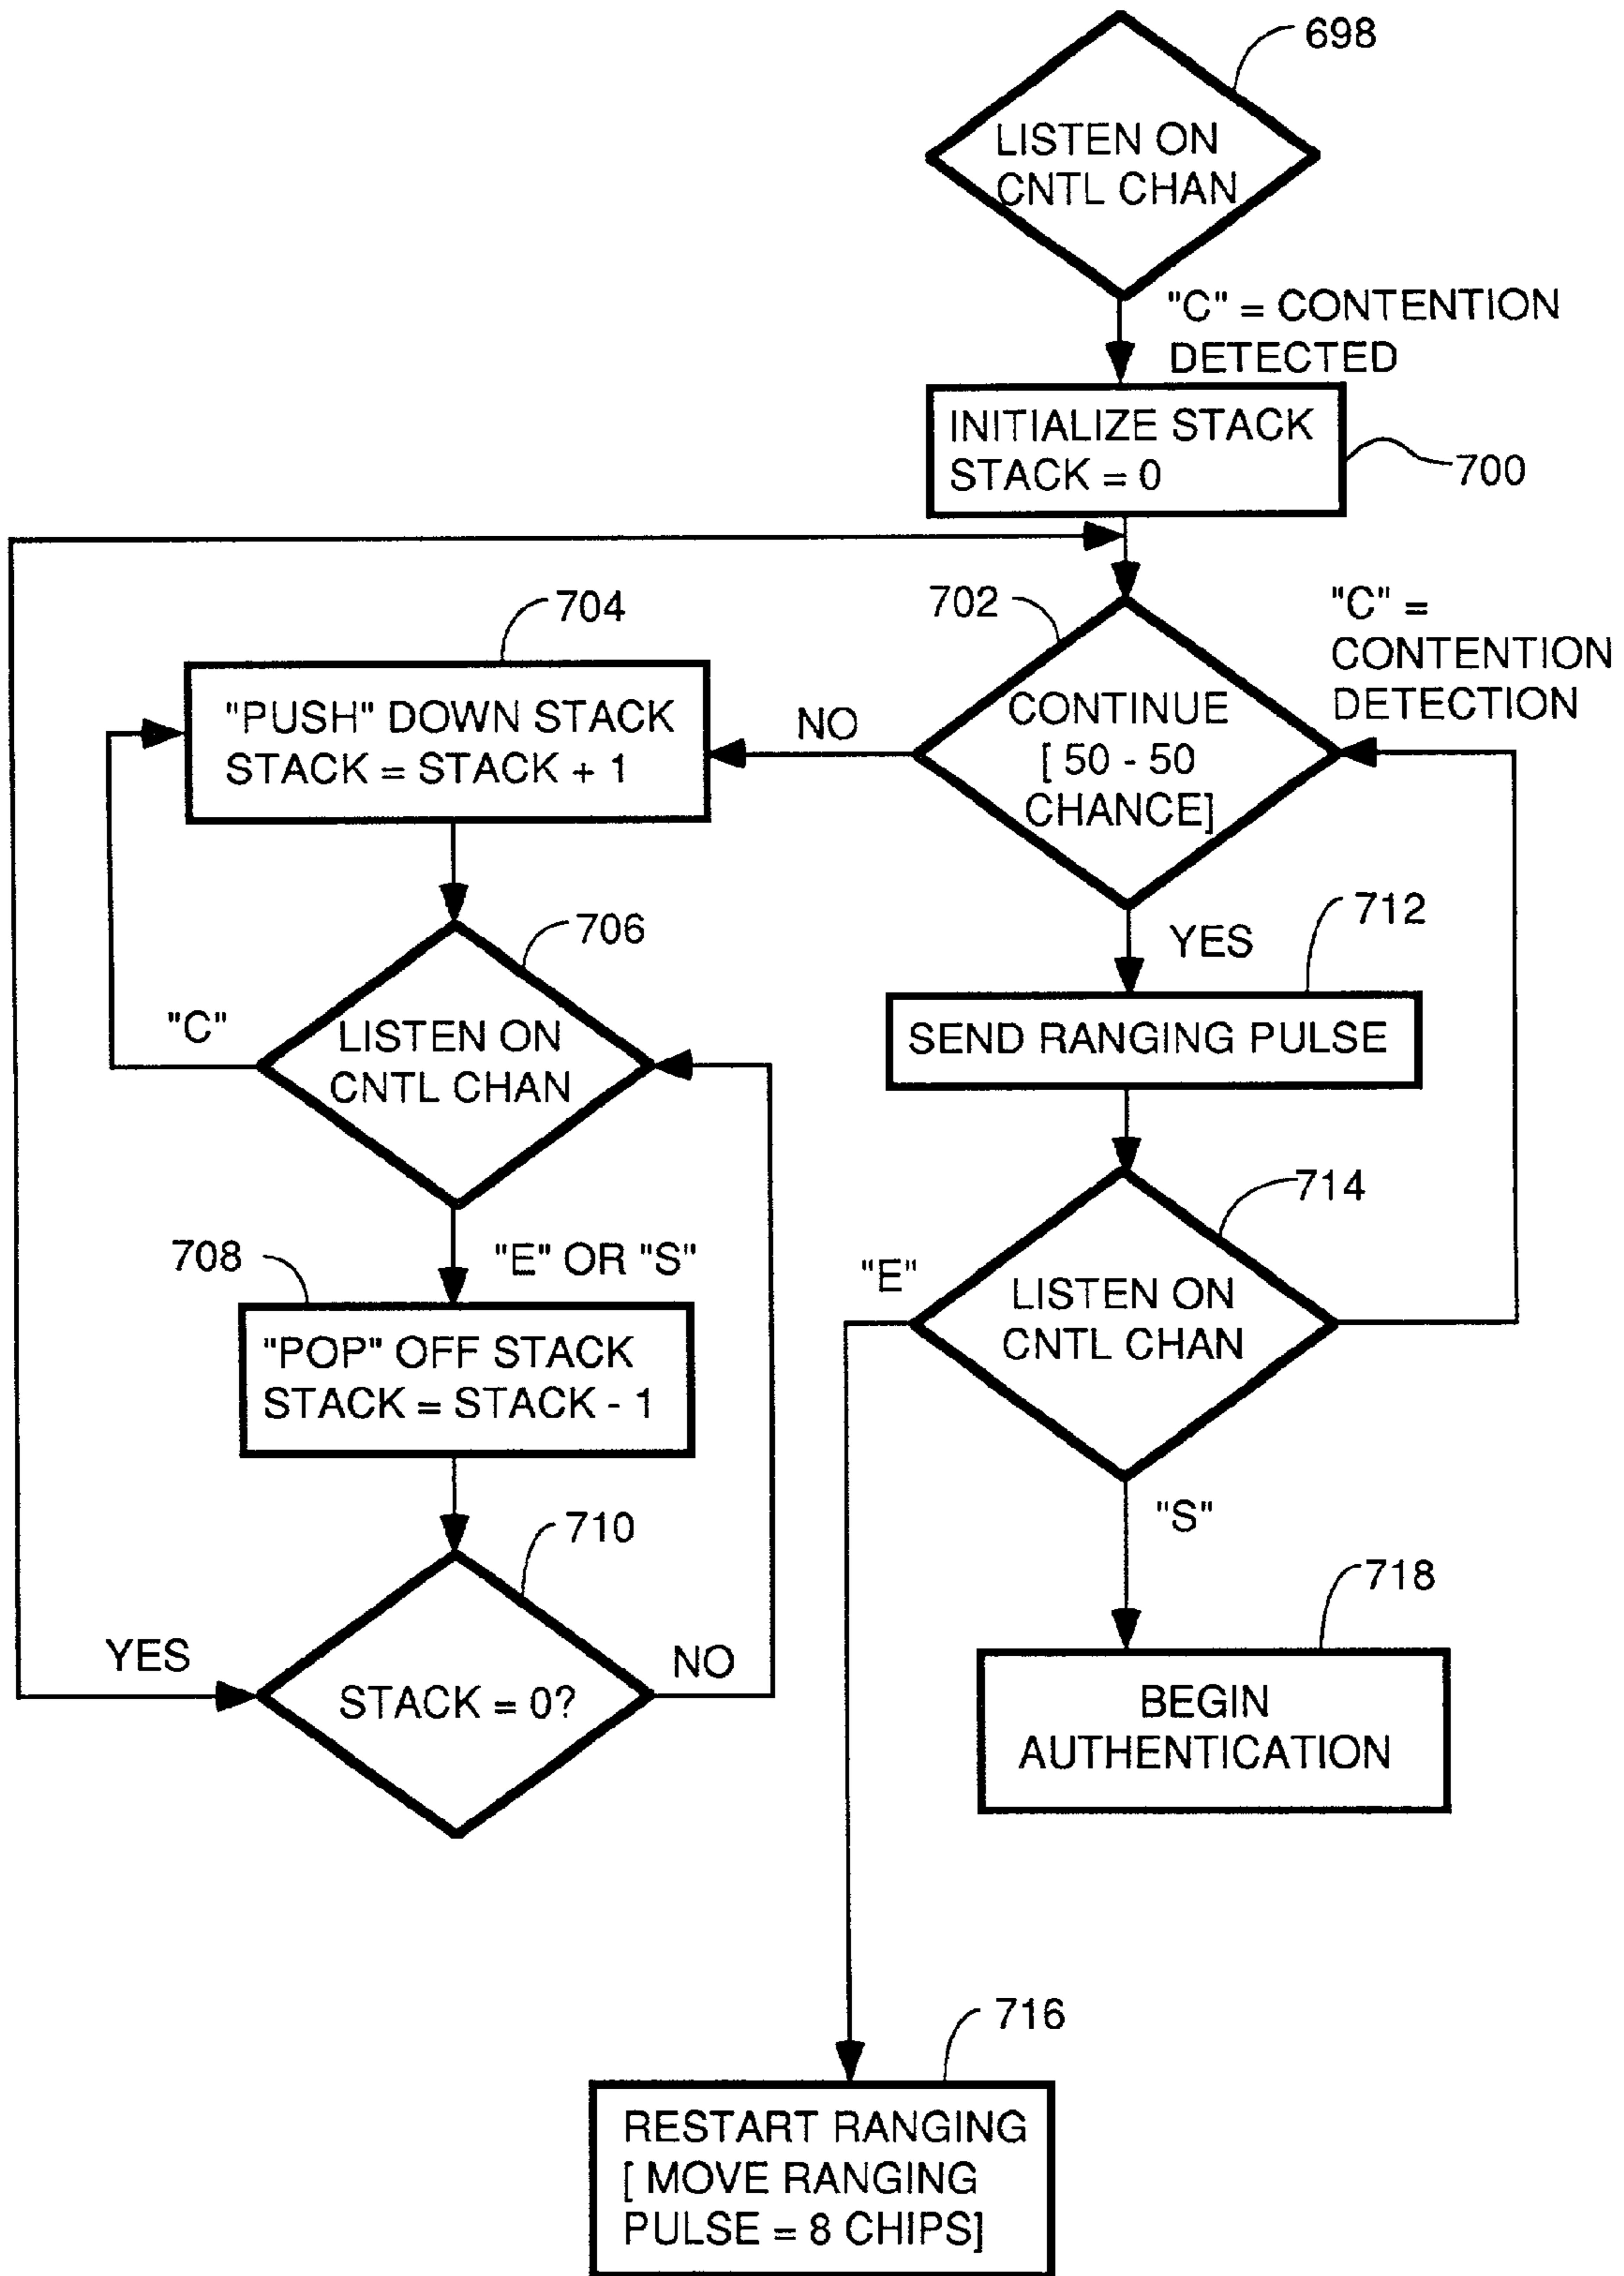 698
LISTEN ON
CNTL CHAN
"C" = CONTENTION
DETECTED
INITIALIZE STACK
STACK = 0
700
702
"C" =
CONTENTION
DETECTION
704
"PUSH" DOWN STACK
STACK = STACK + 1
NO
CONTINUE
[ 50 - 50
CHANCE]
706
712
YES
"C"
LISTEN ON
CNTL CHAN
SEND RANGING PULSE
714
708
"E" OR "S"
"E"
LISTEN ON
CNTL CHAN
"POP" OFF STACK
STACK = STACK - 1
710
"S"
718
YES
STACK = 0?
NO
BEGIN
AUTHENTICATION
716
RESTART RANGING
[ MOVE RANGING
PULSE = 8 CHIPS]